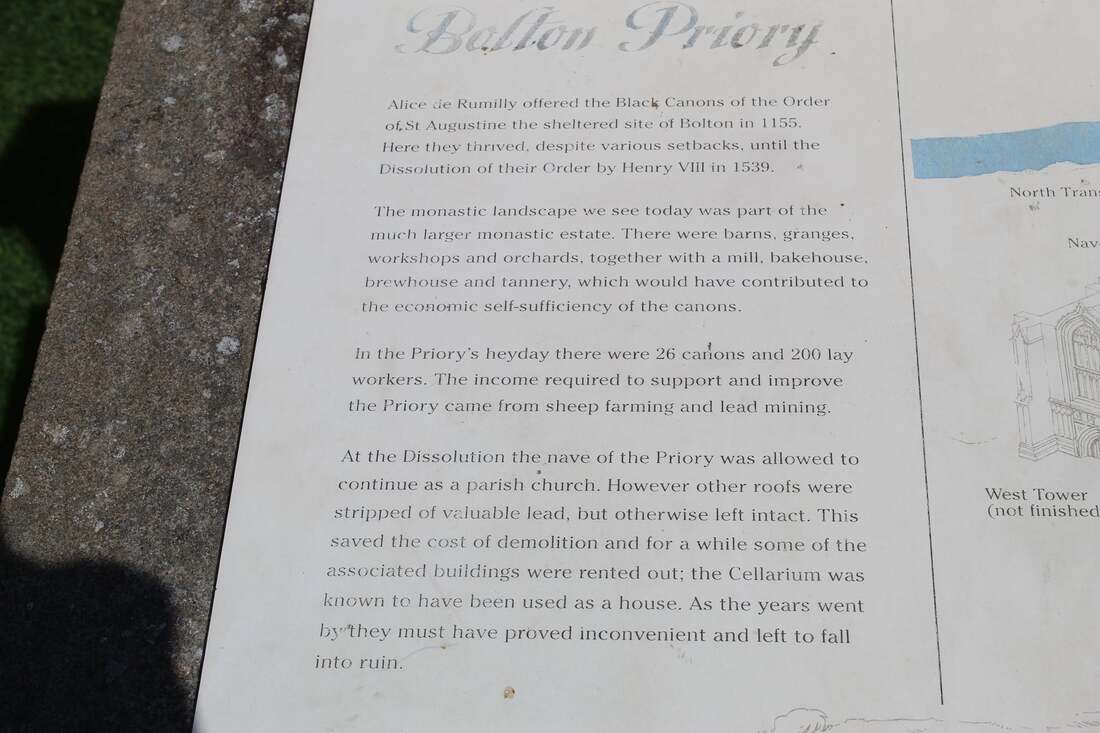 Bolton Priory
Alice de Rumilly offered the Black Canons of the Order
of St Augustine the sheltered site of Bolton in 1155.
Here they thrived, despite various setbacks, until the
Dissolution of their Order by Henry VIII in 1539.
The monastic landscape we see today was part of the
much larger monastic estate. There were barns, granges,
workshops and orchards, together with a mill, bakehouse,
brewhouse and tannery, which would have contributed to
the economic self-sufficiency of the canons.
In the Priory's heyday there were 26 canons and 200 lay
workers. The income required to support and improve
the Priory came from sheep farming and lead mining.
At the Dissolution the nave of the Priory was allowed to
continue as a parish church. However other roofs were
stripped of valuable lead, but otherwise left intact. This
saved the cost of demolition and for a while some of the
associated buildings were rented out; the Cellarium was
known to have been used as a house. As the years went
by they must have proved inconvenient and left to fall
into ruin.
North Trans
Nav
West Tower
(not finished